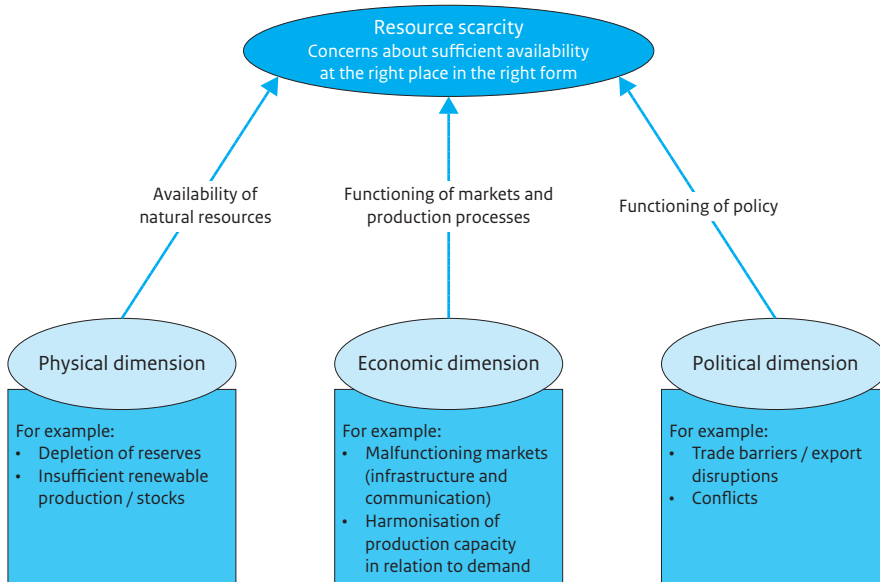 Resource scarcity
Concerns about sufficient availability
at the right place in the right form
Availability of
natural resources
Functioning of markets and
production processes
Functioning of policy
Physical dimension
Economic dimension
Political dimension
For example:
• Depletion of reserves
• Insufficient renewable
production / stocks
For example:
• Malfunctioning markets
(infrastructure and
communication)
• Harmonisation of
production capacity
in relation to demand
For example:
• Trade barriers / export
disruptions
• Conflicts